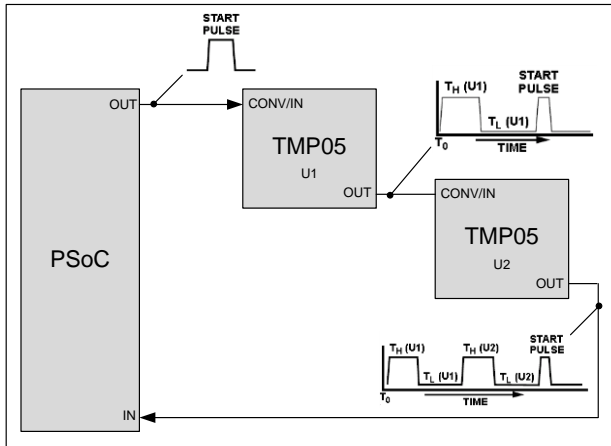 START
PULSE
OUT
CONV/IN
TMP05
U1
OUT
T_H (U1)
START
PULSE
T_L (U1)
T_0
TIME
PSoC
CONV/IN
TMP05
U2
OUT
T_H (U1)
T_H (U2)
START
PULSE
T_L (U1)
T_L (U2)
T_0
TIME
IN